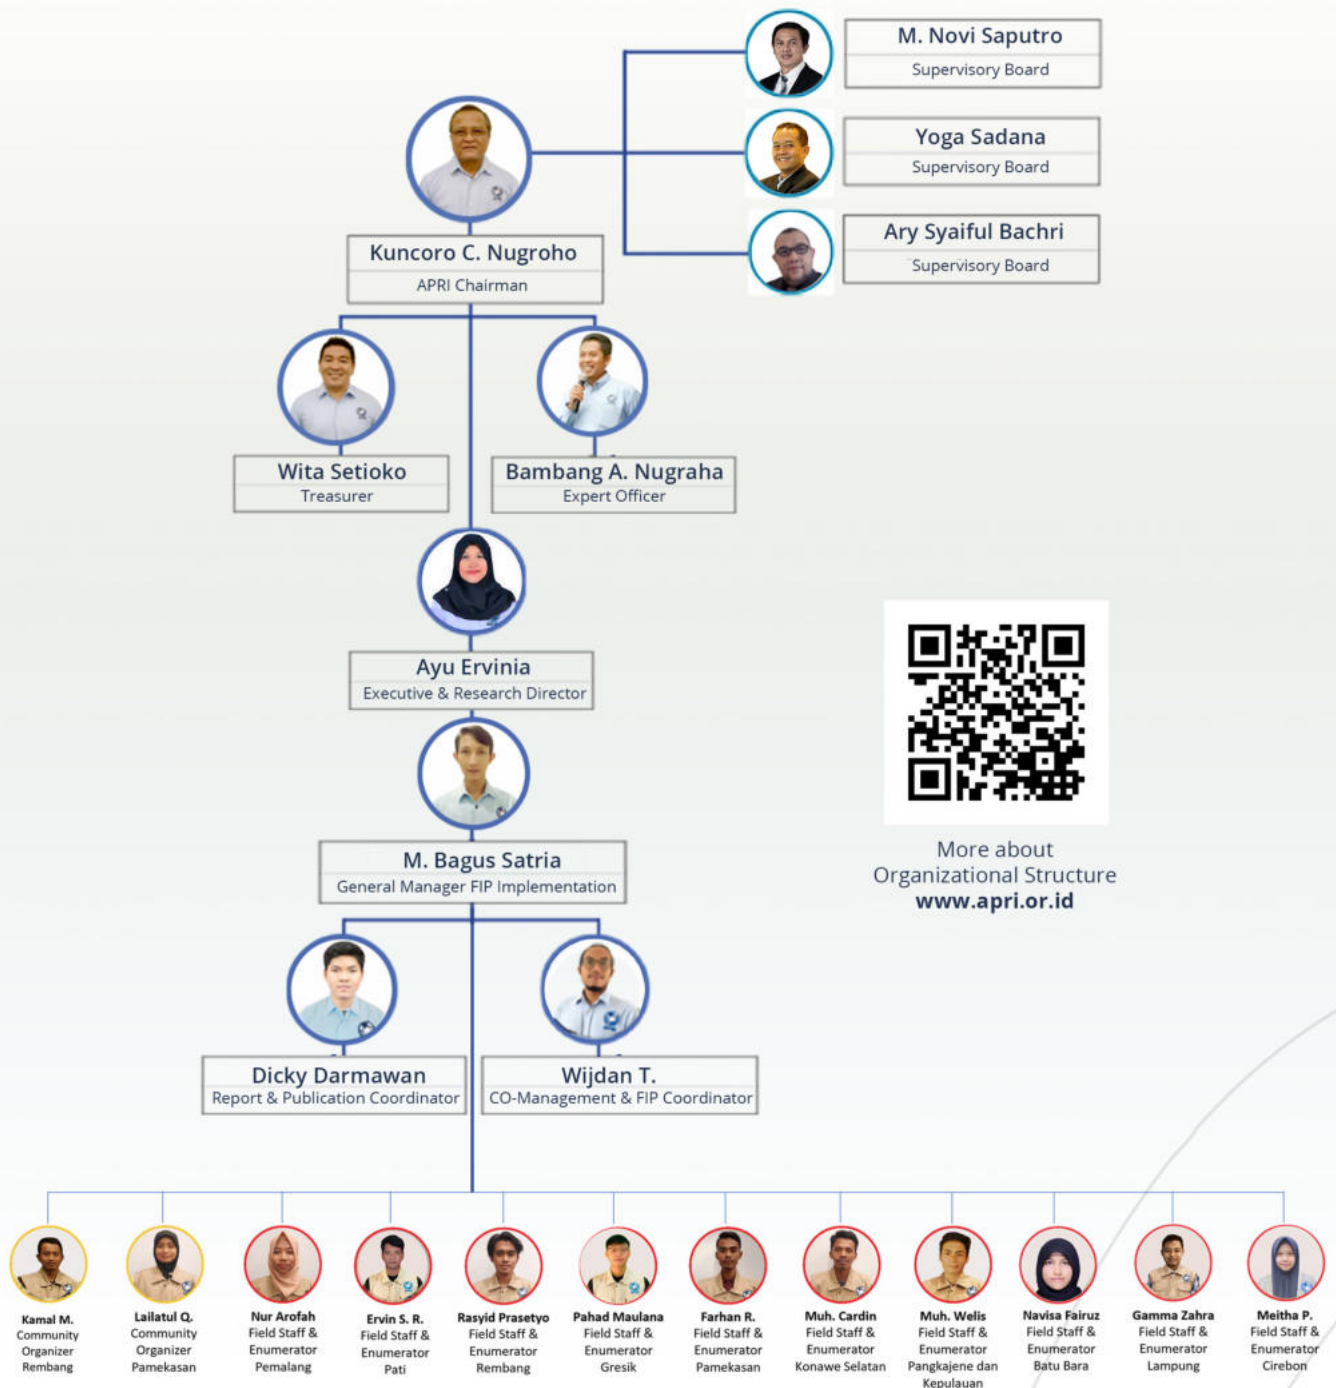 M. Novi Saputro
Supervisory Board
Yoga Sadana
Supervisory Board
Ary Syaiful Bachri
Supervisory Board
Kuncoro C. Nugroho
APRI Chairman
Wita Setioko
Treasurer
Bambang A. Nugraha
Expert Officer
Ayu Ervinia
Executive & Research Director
M. Bagus Satria
General Manager FIP Implementation
More about
Organizational Structure
www.apri.or.id
Dicky Darmawan
Report & Publication Coordinator
Wijdan T.
CO-Management & FIP Coordinator
Kamal M.
Community
Organizer
Rembang
Lailatul Q.
Community
Organizer
Pamekasan
Nur Arofah
Field Staff &
Enumerator
Pemalang
Ervin S. R.
Field Staff &
Enumerator
Pati
Rasyid Prasetyo
Field Staff &
Enumerator
Rembang
Pahad Maulana
Field Staff &
Enumerator
Gresik
Farhan R.
Field Staff &
Enumerator
Pamekasan
Muh. Cardin
Field Staff &
Enumerator
Konawe Selatan
Muh. Welis
Field Staff &
Enumerator
Pangkajene dan
Kepulauan
Navisa Fairuz
Field Staff &
Enumerator
Batu Bara
Gamma Zahra
Field Staff &
Enumerator
Lampung
Meitha P.
Field Staff &
Enumerator
Cirebon